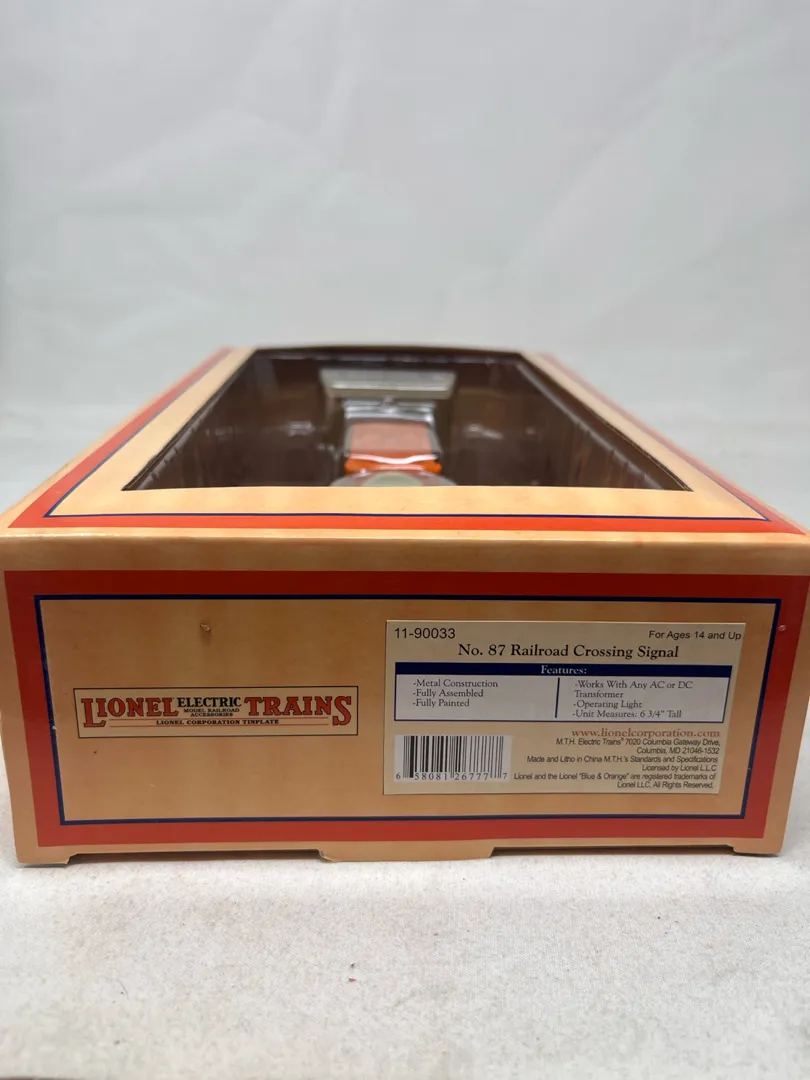 LIONEL ELECTRIC TRAINS
MODEL RAILROAD
ACCESSORIES
LIONEL CORPORATION TINPLATE
11-90033
For Ages 14 and Up
No. 87 Railroad Crossing Signal
Features:
-Metal Construction
-Fully Assembled
-Fully Painted
-Works With Any AC or DC
Transformer
-Operating Light
-Unit Measures: 6 3/4" Tall
www.lionelcorporation.com
M.T.H. Electric Trains® 7020 Columbia Gateway Drive,
Columbia, MD 21046-1532
Made and Litho in China M.T.H.'s Standards and Specifications
Licensed by Lionel L.L.C
Lionel and the Lionel "Blue & Orange" are registered trademarks of
Lionel LLC. All Rights Reserved.
6 58081 26777 7